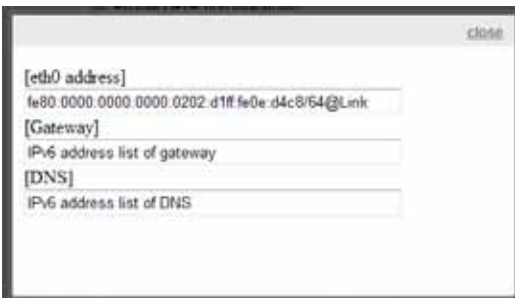 close
[eth0 address]
fe80:0000:0000:0000:0202:d1ff:fe0e:d4c8/64@Link
[Gateway]
IPv6 address list of gateway
[DNS]
IPv6 address list of DNS